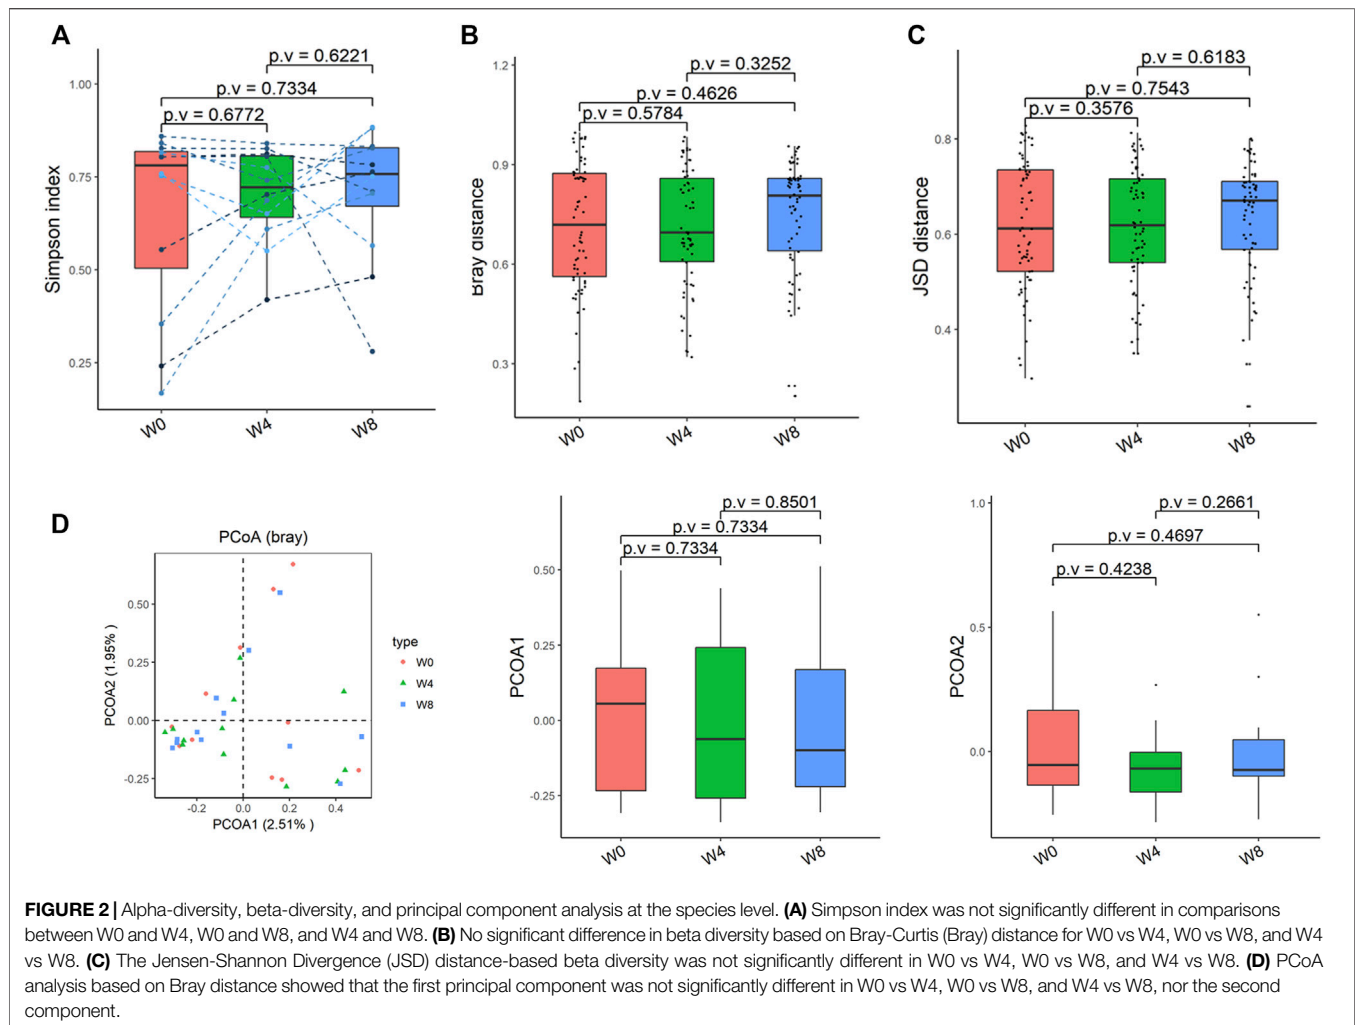 A
p.v = 0.6221
p.v = 0.7334
p.v = 0.6772
1.00
0.75
0.50
0.25
Simpson index
W0
W4
W8
B
p.v = 0.3252
p.v = 0.4626
p.v = 0.5784
1.2
0.9
0.6
0.3
Bray distance
W0
W4
W8
C
p.v = 0.6183
p.v = 0.7543
p.v = 0.3576
0.8
0.6
0.4
JSD distance
W0
W4
W8
D
PCoA (bray)
0.50
0.25
0.00
-0.25
PCOA2 (1.95% )
-0.2
0.0
0.2
0.4
PCOA1 (2.51% )
type
W0
W4
W8
p.v = 0.8501
p.v = 0.7334
p.v = 0.7334
0.50
0.25
0.00
-0.25
PCOA1
W0
W4
W8
p.v = 0.2661
p.v = 0.4697
p.v = 0.4238
1.0
0.5
0.0
PCOA2
W0
W4
W8
FIGURE 2 | Alpha-diversity, beta-diversity, and principal component analysis at the species level. (A) Simpson index was not significantly different in comparisons
between W0 and W4, W0 and W8, and W4 and W8. (B) No significant difference in beta diversity based on Bray-Curtis (Bray) distance for W0 vs W4, W0 vs W8, and W4
vs W8. (C) The Jensen-Shannon Divergence (JSD) distance-based beta diversity was not significantly different in W0 vs W4, W0 vs W8, and W4 vs W8. (D) PCoA
analysis based on Bray distance showed that the first principal component was not significantly different in W0 vs W4, W0 vs W8, and W4 vs W8, nor the second
component.